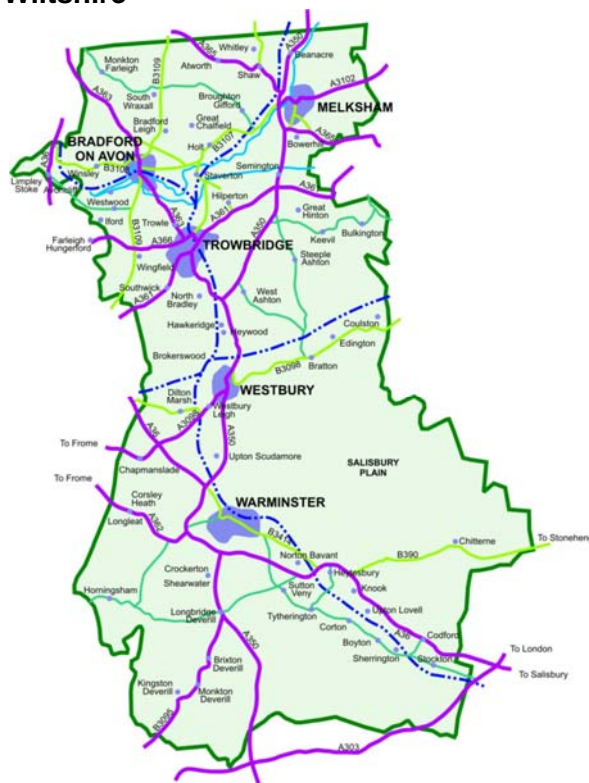 Wiltshire
A350
Whitley
A365
Beanacre
Monkton
Farleigh
Atworth
Shaw
B3109
A3102
A363
South
Wraxall
Broughton
Gifford
MELKSHAM
Bradford
Leigh
Great
Chalfield
A365
BRADFORD
ON AVON
B3107
Bowerhill
Holt
A36
Winsley
B3108
Semington
Limpley
Stoke
Avoncliff
Staverton
A361
Westwood
Hilperton
Iford
Trowle
A363
A361
A350
Great
Hinton
Bulkington
Keevil
Farleigh
Hungerford
A366
B3109
TROWBRIDGE
Steeple
Ashton
Wingfield
Southwick
A361
North
Bradley
West
Ashton
Hawkeridge
Heywood
Coulston
Edington
Brokerswood
B3098
Bratton
WESTBURY
Dilton
Marsh
Westbury
Leigh
A3098
A36
A350
To Frome
Upton Scudamore
SALISBURY
PLAIN
Chapmanslade
To Frome
Corsley
Heath
WARMINSTER
Longleat
A362
B3414
Chitterne
To Stonehenge
Norton Bavant
B390
Crockerton
Heytesbury
Shearwater
Sutton
Veny
Knook
Horningsham
Longbridge
Deverill
Tytherington
Upton Lovell
Corton
A36
Codford
Boyton
To London
A350
Sherrington
Stockton
Brixton
Deverill
To Salisbury
Kingston
Deverill
Monkton
Deverill
B3095
A303